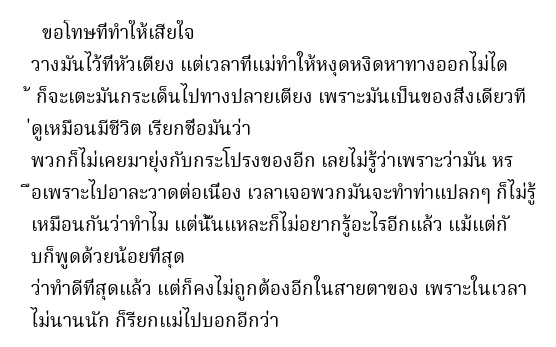 ขอโทษที่ทำให้เสียใจ
วางมันไว้ที่หัวเตียง แต่เวลาที่แม่ทำให้หงุดหงิดหาทางออกไม่ได
้ ก็จะเตะมันกระเด็นไปทางปลายเตียง เพราะมันเป็นของสิ่งเดียวที
่ดูเหมือนมีชีวิต เรียกชื่อมันว่า
พวกก็ไม่เคยมายุ่งกับกระโปรงของอีก เลยไม่รู้ว่าเพราะว่ามัน หร
ือเพราะไปอาละวาดต่อเนื่อง เวลาเจอพวกมันจะทำท่าแปลกๆ ก็ไม่รู้
เหมือนกันว่าทำไม แต่นั่นแหละก็ไม่อยากรู้อะไรอีกแล้ว แม้แต่กั
บก็พูดด้วยน้อยที่สุด
ว่าทำดีที่สุดแล้ว แต่ก็คงไม่ถูกต้องอีกในสายตาของ เพราะในเวลา
ไม่นานนัก ก็รียกแม่ไปบอกอีกว่า